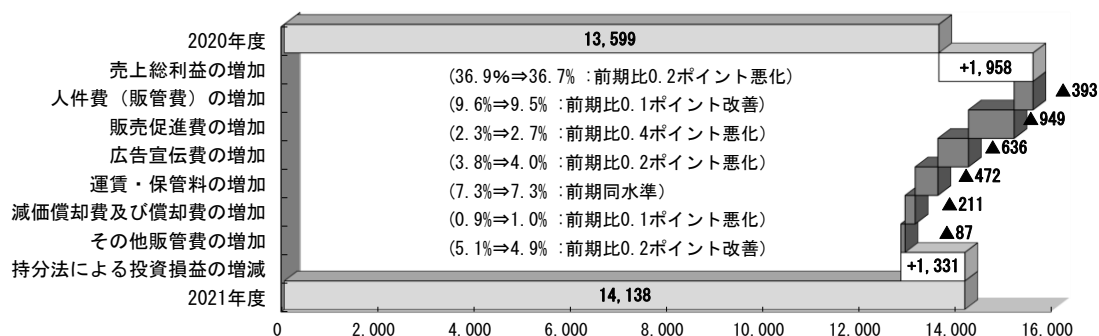 2020年度 13,599
売上総利益の増加 (36.9%⇒36.7% :前期比0.2ポイント悪化) +1,958
人件費（販管費）の増加 (9.6%⇒9.5% :前期比0.1ポイント改善) ▲393
販売促進費の増加 (2.3%⇒2.7% :前期比0.4ポイント悪化) ▲949
広告宣伝費の増加 (3.8%⇒4.0% :前期比0.2ポイント悪化) ▲636
運賃・保管料の増加 (7.3%⇒7.3% :前期同水準) ▲472
減価償却費及び償却費の増加 (0.9%⇒1.0% :前期比0.1ポイント悪化) ▲211
その他販管費の増加 (5.1%⇒4.9% :前期比0.2ポイント改善) ▲87
持分法による投資損益の増減 +1,331
2021年度 14,138
0 2,000 4,000 6,000 8,000 10,000 12,000 14,000 16,000